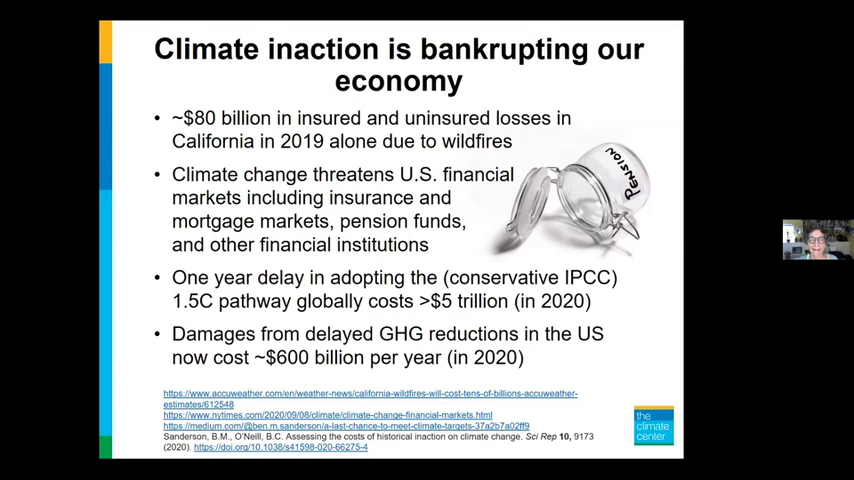 Climate inaction is bankrupting our
economy
• ~$80 billion in insured and uninsured losses in
California in 2019 alone due to wildfires
• Climate change threatens U.S. financial
markets including insurance and
mortgage markets, pension funds,
and other financial institutions
PENSION
• One year delay in adopting the (conservative IPCC)
1.5C pathway globally costs >$5 trillion (in 2020)
• Damages from delayed GHG reductions in the US
now cost ~$600 billion per year (in 2020)
https://www.accuweather.com/en/weather-news/california-wildfires-will-cost-tens-of-billions-accuweather-
estimates/612548
https://www.nytimes.com/2020/09/08/climate/climate-change-financial-markets.html
https://medium.com/@ben.m.sanderson/a-last-chance-to-meet-climate-targets-37a2b7a02ff9
Sanderson, B.M., O'Neill, B.C. Assessing the costs of historical inaction on climate change. Sci Rep 10, 9173
(2020). https://doi.org/10.1038/s41598-020-66275-4
the
climate
center